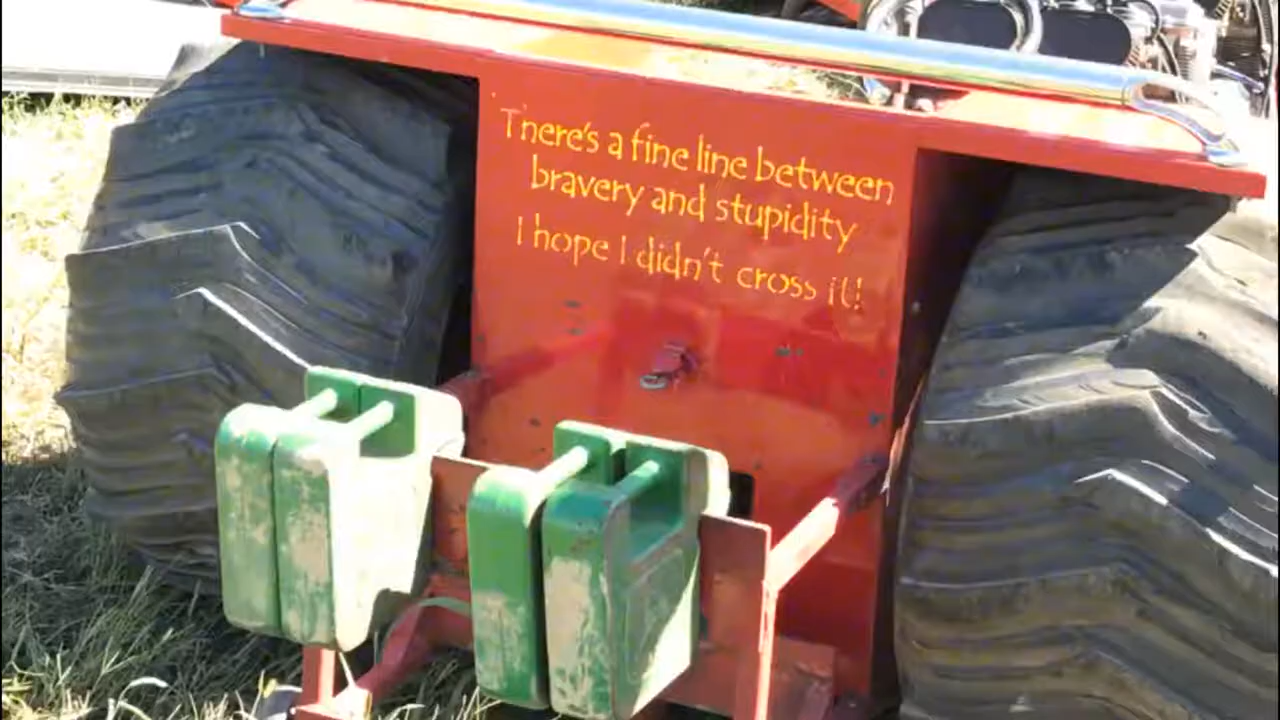 There's a fine line between
bravery and stupidity
I hope I didn't cross it!